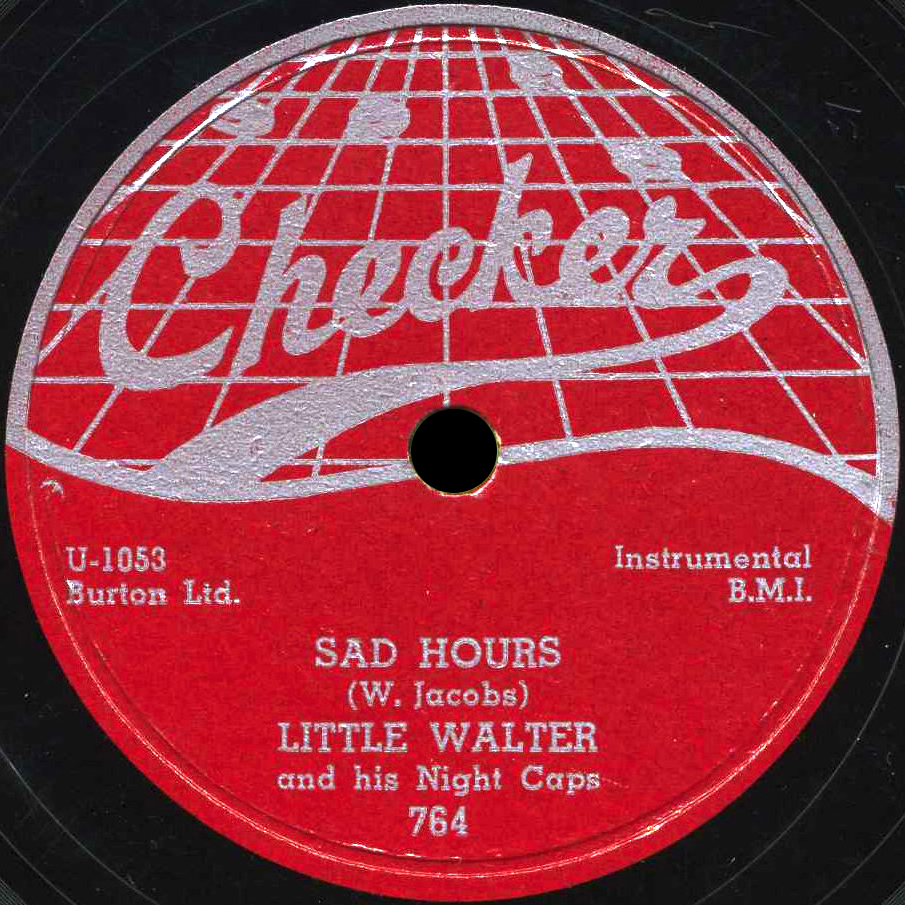 Checker
U-1053
Burton Ltd.
Instrumental
B.M.I.
SAD HOURS
(W. Jacobs)
LITTLE WALTER
and his Night Caps
764